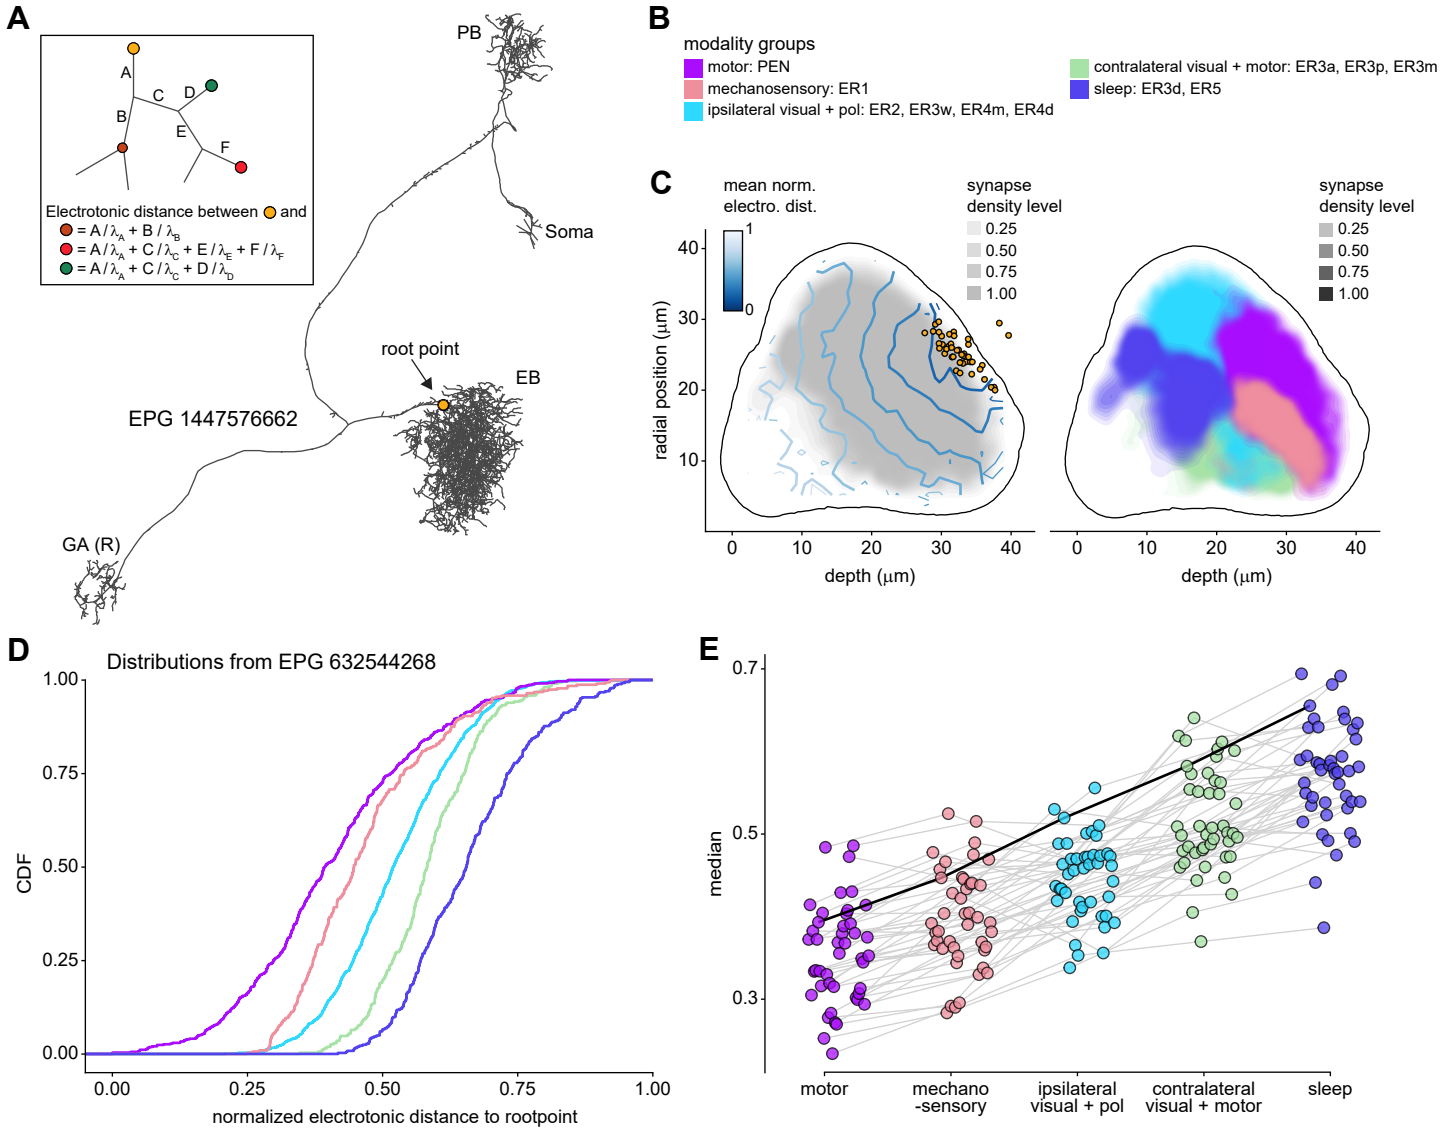 A
A
B
C
D
E
F
Electrotonic distance between and
= A / λA + B / λB
= A / λA + C / λC + E / λE + F / λF
= A / λA + C / λC + D / λD
PB
Soma
root point
EB
EPG 1447576662
GA (R)
B
modality groups
motor: PEN
mechanosensory: ER1
ipsilateral visual + pol: ER2, ER3w, ER4m, ER4d
contralateral visual + motor: ER3a, ER3p, ER3m
sleep: ER3d, ER5
C
mean norm.
electro. dist.
1
0
synapse
density level
0.25
0.50
0.75
1.00
radial position (μm)
40
30
20
10
0
10
20
30
40
depth (μm)
synapse
density level
0.25
0.50
0.75
1.00
0
10
20
30
40
depth (μm)
D
Distributions from EPG 632544268
CDF
1.00
0.75
0.50
0.25
0.00
0.00
0.25
0.50
0.75
1.00
normalized electrotonic distance to rootpoint
E
median
0.7
0.5
0.3
motor
mechano
-sensory
ipsilateral
visual + pol
contralateral
visual + motor
sleep